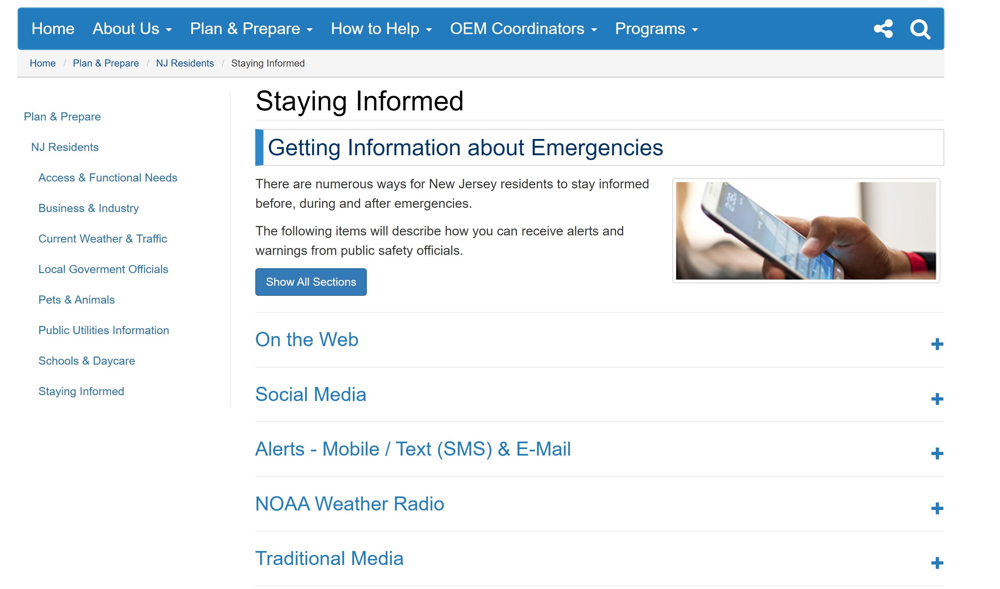 Home About Us Plan & Prepare How to Help OEM Coordinators Programs
Home / Plan & Prepare / NJ Residents / Staying Informed
Plan & Prepare
NJ Residents
Access & Functional Needs
Business & Industry
Current Weather & Traffic
Local Goverment Officials
Pets & Animals
Public Utilities Information
Schools & Daycare
Staying Informed
Staying Informed
Getting Information about Emergencies
There are numerous ways for New Jersey residents to stay informed
before, during and after emergencies.
The following items will describe how you can receive alerts and
warnings from public safety officials.
Show All Sections
On the Web
Social Media
Alerts - Mobile / Text (SMS) & E-Mail
NOAA Weather Radio
Traditional Media